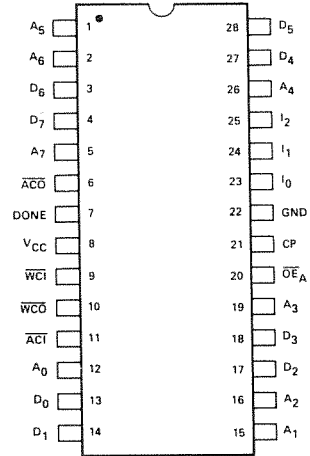 A5 1 28 D5
A6 2 27 D4
D6 3 26 A4
D7 4 25 I2
A7 5 24 I1
ACO 6 23 I0
DONE 7 22 GND
VCC 8 21 CP
WCI 9 20 OEA
WCO 10 19 A3
ACI 11 18 D3
A0 12 17 D2
D0 13 16 A2
D1 14 15 A1